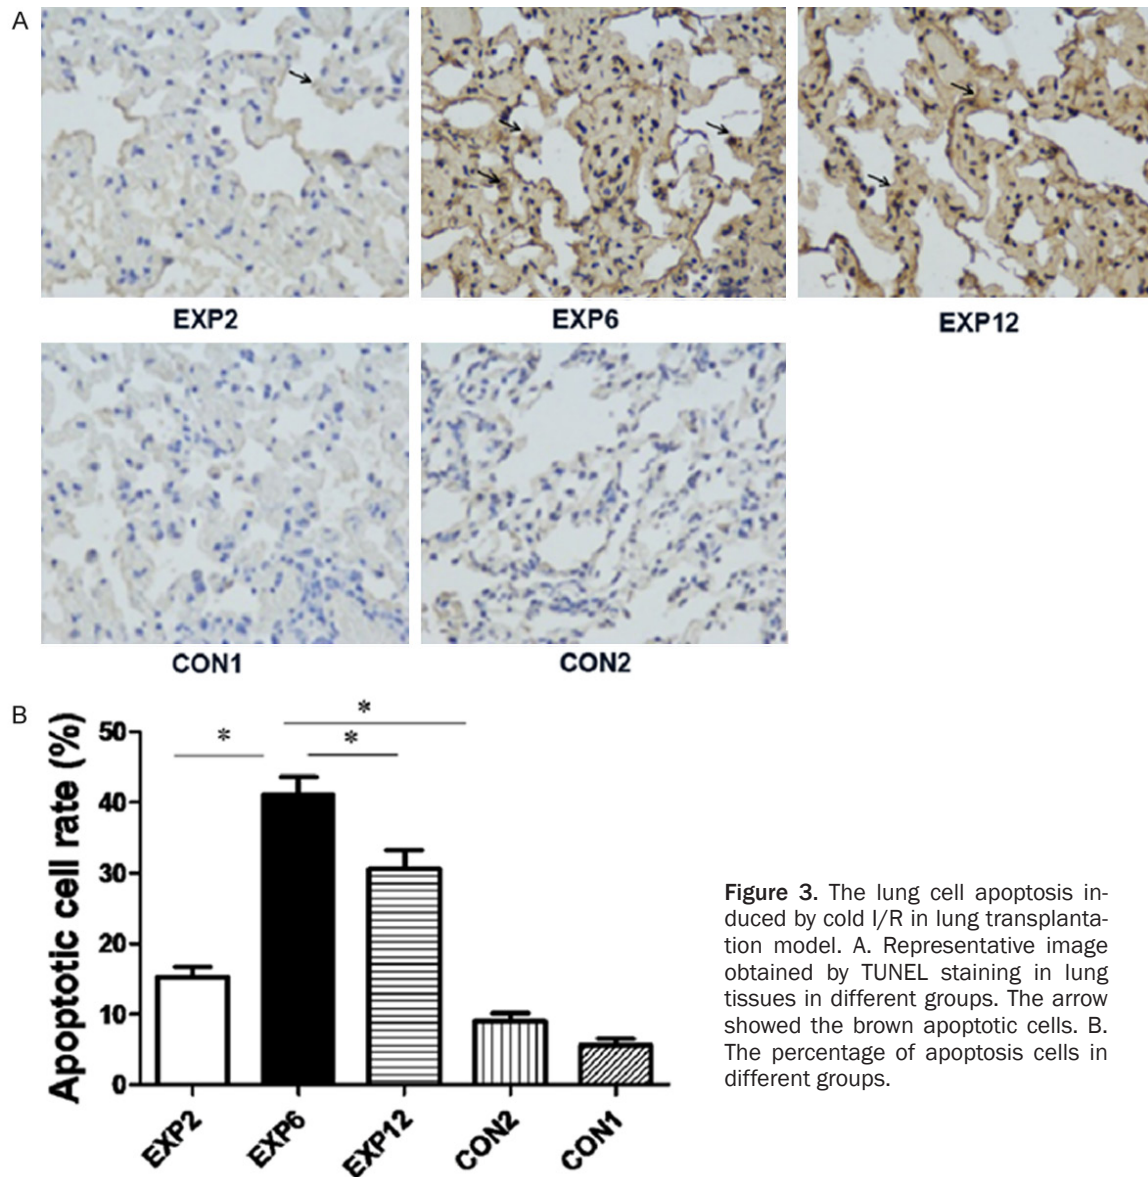 A
EXP2
EXP6
EXP12
CON1
CON2
B
Apoptotic cell rate (%)
50
40
30
20
10
0
*
*
*
EXP2
EXP6
EXP12
CON2
CON1
Figure 3. The lung cell apoptosis in-
duced by cold I/R in lung transplanta-
tion model. A. Representative image
obtained by TUNEL staining in lung
tissues in different groups. The arrow
showed the brown apoptotic cells. B.
The percentage of apoptosis cells in
different groups.